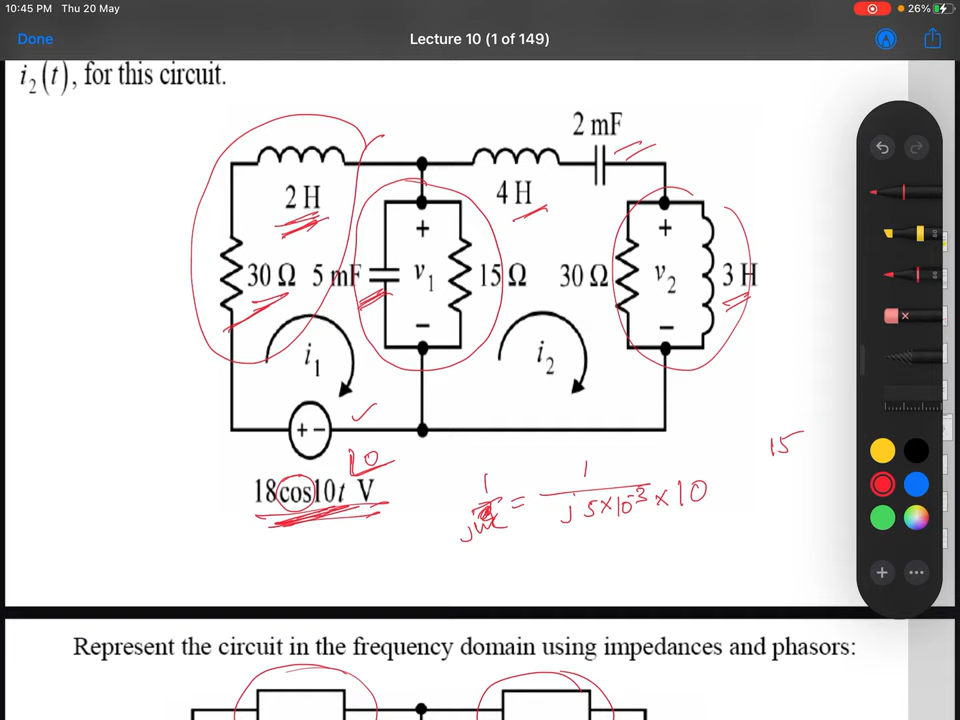 10:45 PM Thu 20 May
26%
Done
Lecture 10 (1 of 149)
i₂(t), for this circuit.
2 mF
2 H
4 H
+
+
30 Ω
5 mF
v₁
15 Ω
30 Ω
v₂
3 H
−
−
i₁
i₂
+ −
18cos10t V
15
1/jωc = 1/(j 5×10⁻³ × 10)
Represent the circuit in the frequency domain using impedances and phasors: